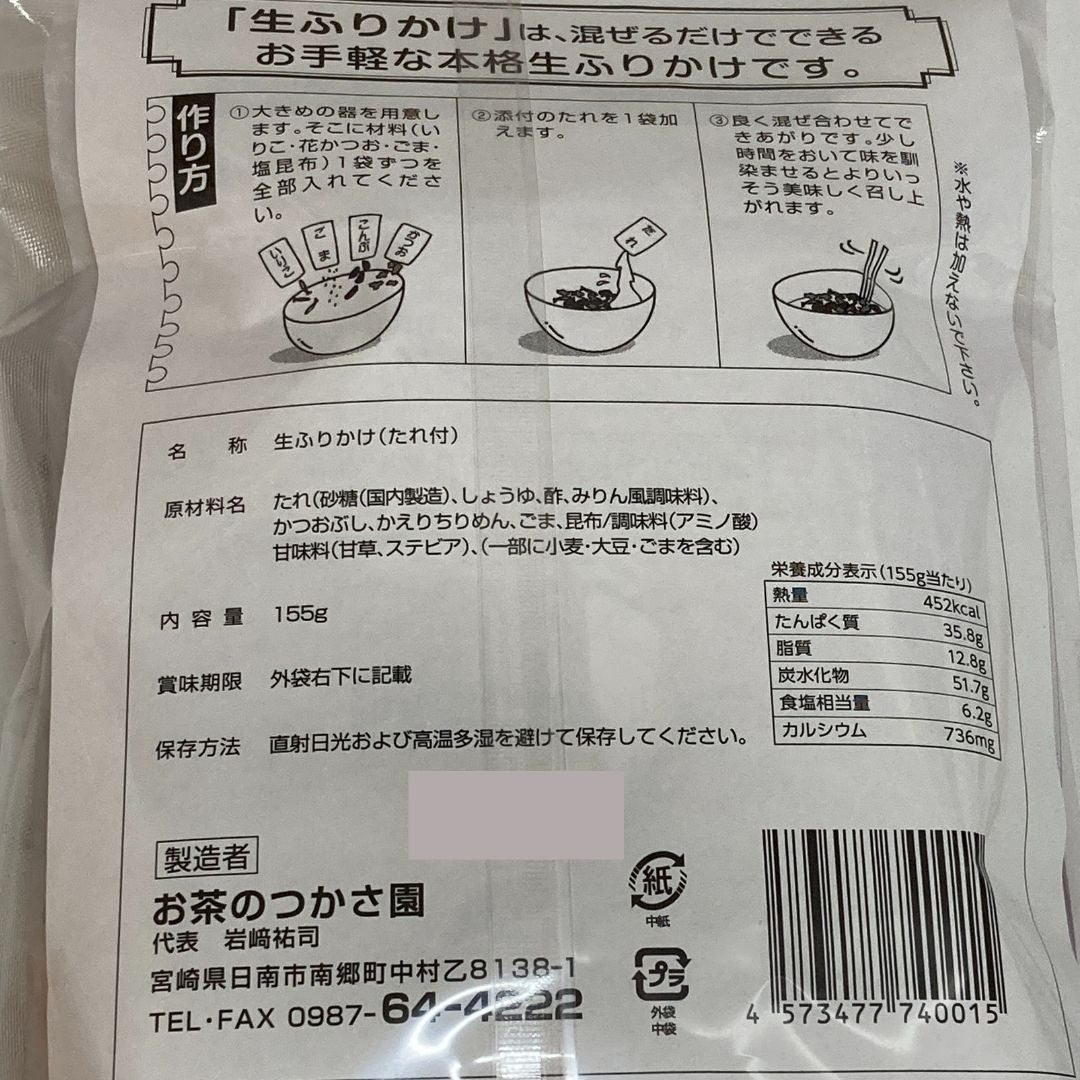 「生ふりかけ」は、混ぜるだけでできる
お手軽な本格生ふりかけです。
作り方
①大きめの器を用意し
ます。そこに材料(い
りこ・花かつお・ごま・
塩昆布)1袋ずつを
全部入れてくださ
い。
いりこ
ごま
こんぶ
かつお
②添付のたれを1袋加
えます。
たれ
③良く混ぜ合わせてで
きあがりです。少し
時間をおいて味を馴
染ませるとよりいっ
そう美味しく召し上
がれます。
※水や熱は加えないで下さい。
名称 生ふりかけ(たれ付)
原材料名 たれ(砂糖(国内製造)、しょうゆ、酢、みりん風調味料)、
かつおぶし、かえりちりめん、ごま、昆布/調味料(アミノ酸)
甘味料(甘草、ステビア)、(一部に小麦・大豆・ごまを含む)
内容量 155g
賞味期限 外袋右下に記載
保存方法 直射日光および高温多湿を避けて保存してください。
栄養成分表示(155g当たり)
熱量 452kcal
たんぱく質 35.8g
脂質 12.8g
炭水化物 51.7g
食塩相当量 6.2g
カルシウム 736mg
製造者
お茶のつかさ園
代表 岩﨑祐司
宮崎県日南市南郷町中村乙8138-1
TEL・FAX 0987-64-4222
紙
中紙
プラ
外袋
中袋
4 573477 740015